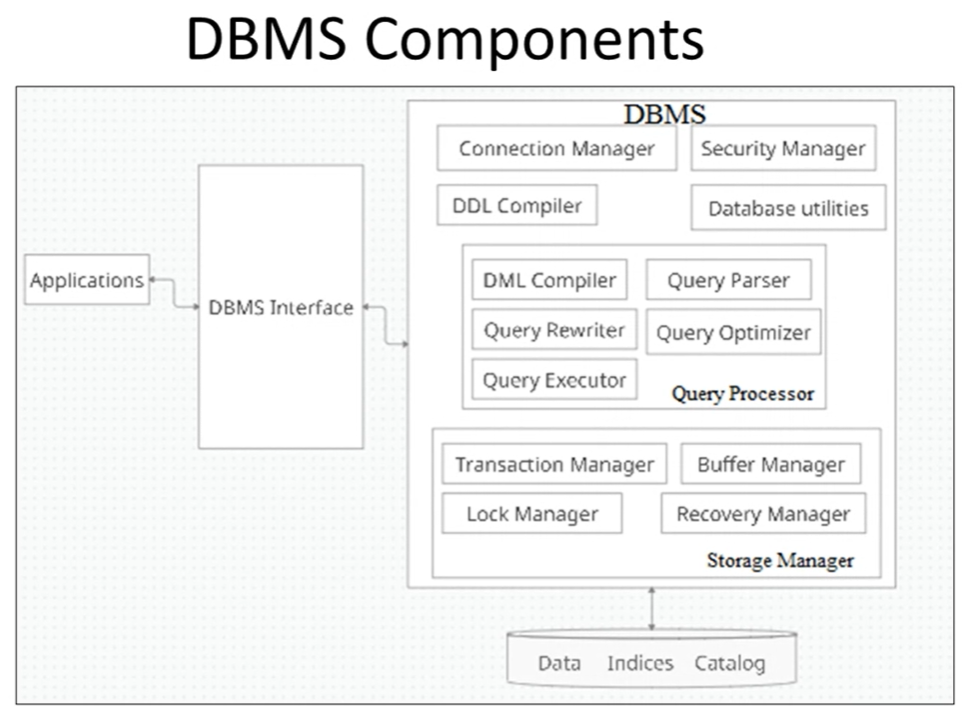 DBMS Components
DBMS
Connection Manager
Security Manager
DDL Compiler
Database utilities
Applications
DBMS Interface
DML Compiler
Query Parser
Query Rewriter
Query Optimizer
Query Executor
Query Processor
Transaction Manager
Buffer Manager
Lock Manager
Recovery Manager
Storage Manager
Data Indices Catalog